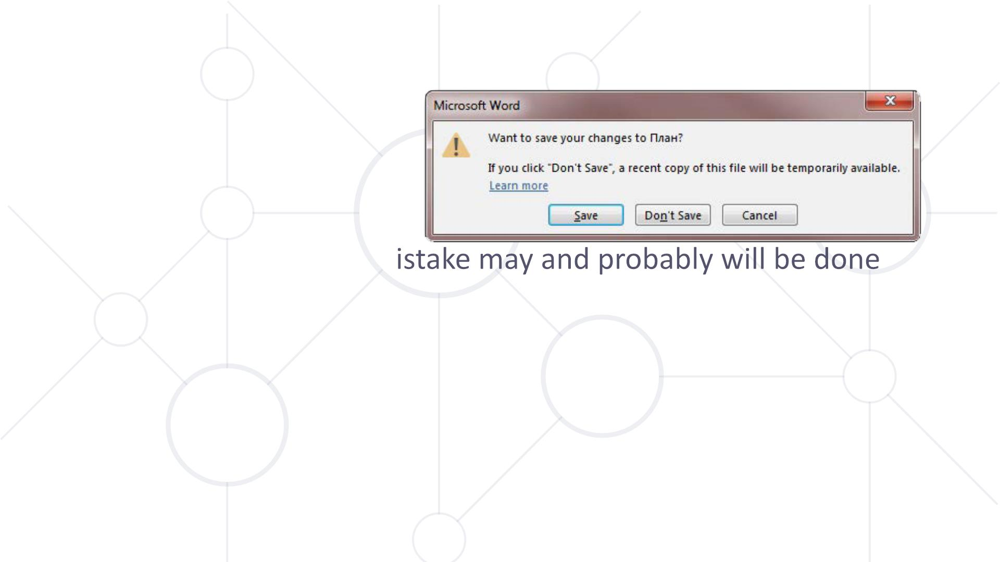 Microsoft Word
X
Want to save your changes to План?
If you click "Don't Save", a recent copy of this file will be temporarily available.
Learn more
Save Don't Save Cancel
istake may and probably will be done